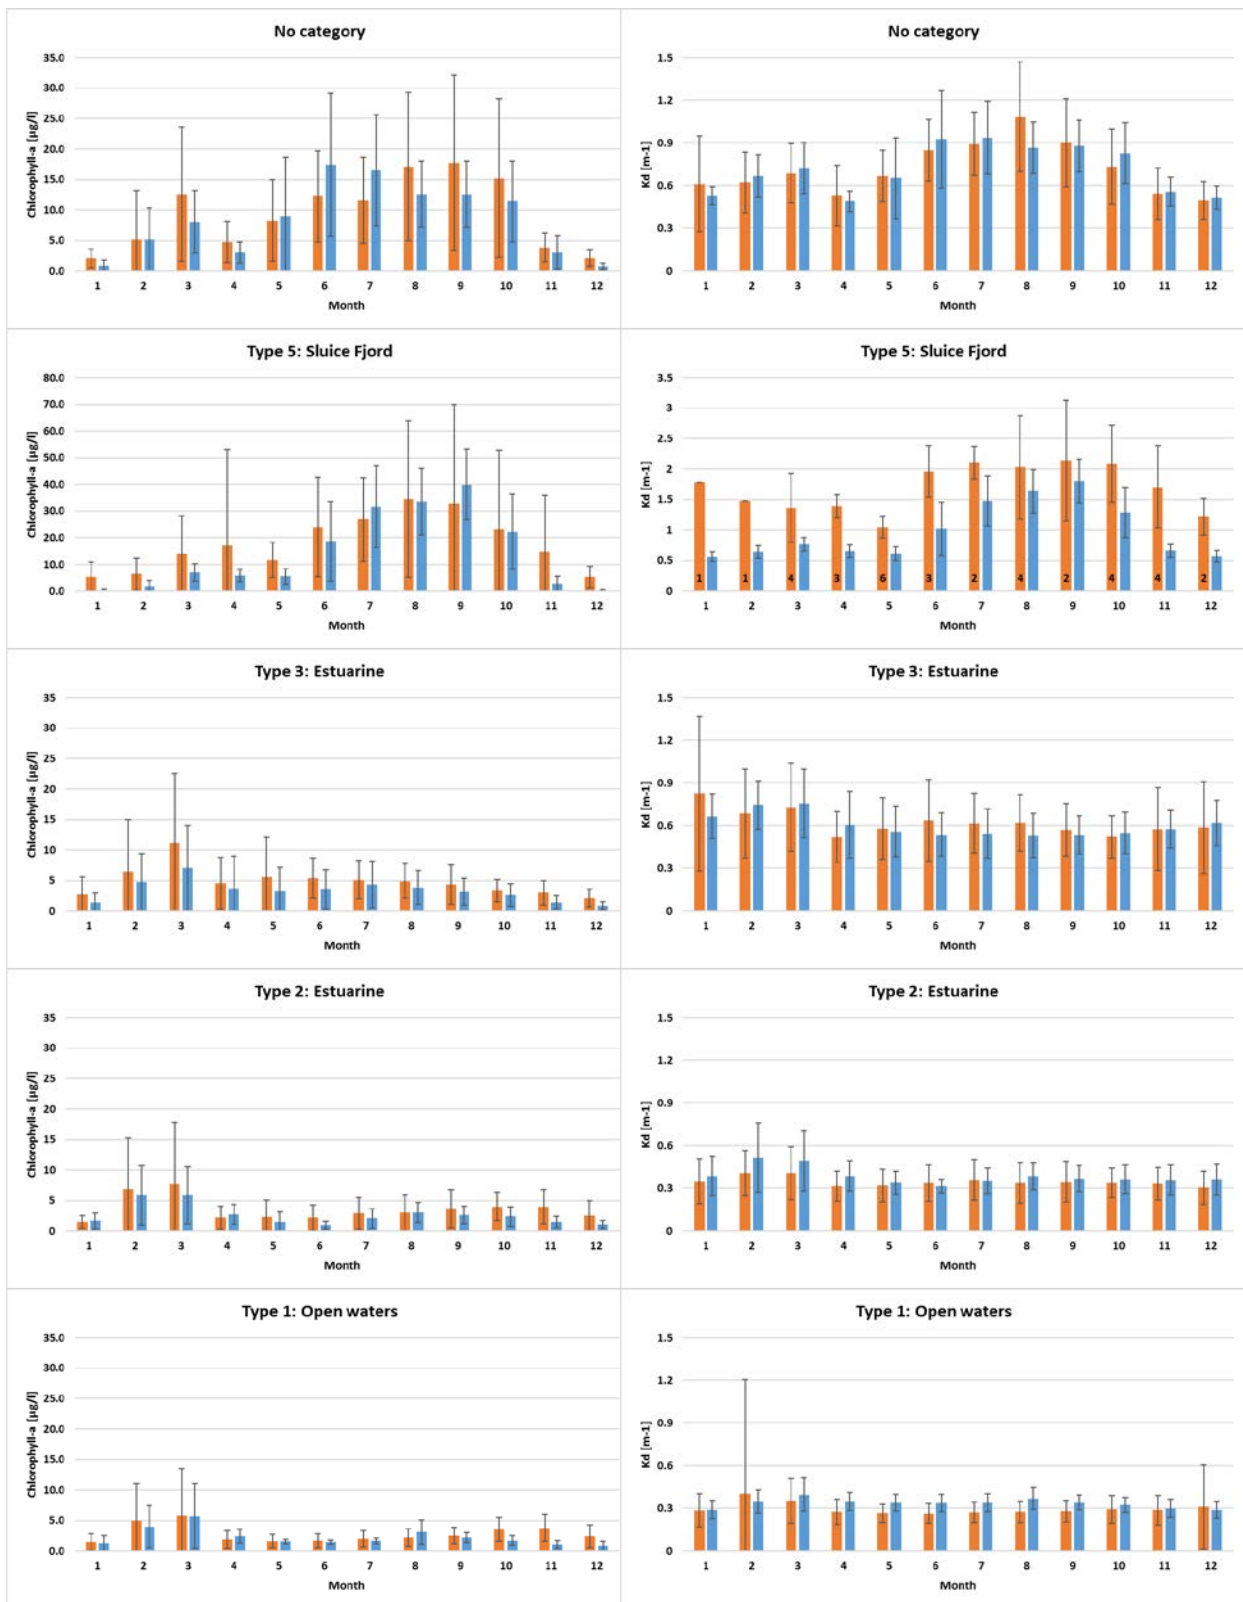 No category
35.0
30.0
25.0
20.0
15.0
10.0
5.0
0.0
Chlorophyll-a [µg/l]
1 2 3 4 5 6 7 8 9 10 11 12
Month
No category
1.5
1.2
0.9
0.6
0.3
0
Kd [m-1]
1 2 3 4 5 6 7 8 9 10 11 12
Month
Type 5: Sluice Fjord
80.0
70.0
60.0
50.0
40.0
30.0
20.0
10.0
0.0
Chlorophyll-a [µg/l]
1 2 3 4 5 6 7 8 9 10 11 12
Month
Type 5: Sluice Fjord
3.5
3
2.5
2
1.5
1
0.5
0
Kd [m-1]
1 1 4 3 6 3 2 4 2 4 4 2
1 2 3 4 5 6 7 8 9 10 11 12
Month
Type 3: Estuarine
35
30
25
20
15
10
5
0
Chlorophyll-a [µg/l]
1 2 3 4 5 6 7 8 9 10 11 12
Month
Type 3: Estuarine
1.5
1.2
0.9
0.6
0.3
0
Kd [m-1]
1 2 3 4 5 6 7 8 9 10 11 12
Month
Type 2: Estuarine
35
30
25
20
15
10
5
0
Chlorophyll-a [µg/l]
1 2 3 4 5 6 7 8 9 10 11 12
Month
Type 2: Estuarine
1.5
1.2
0.9
0.6
0.3
0
Kd [m-1]
1 2 3 4 5 6 7 8 9 10 11 12
Month
Type 1: Open waters
35.0
30.0
25.0
20.0
15.0
10.0
5.0
0.0
Chlorophyll-a [µg/l]
1 2 3 4 5 6 7 8 9 10 11 12
Month
Type 1: Open waters
1.5
1.2
0.9
0.6
0.3
0
Kd [m-1]
1 2 3 4 5 6 7 8 9 10 11 12
Month